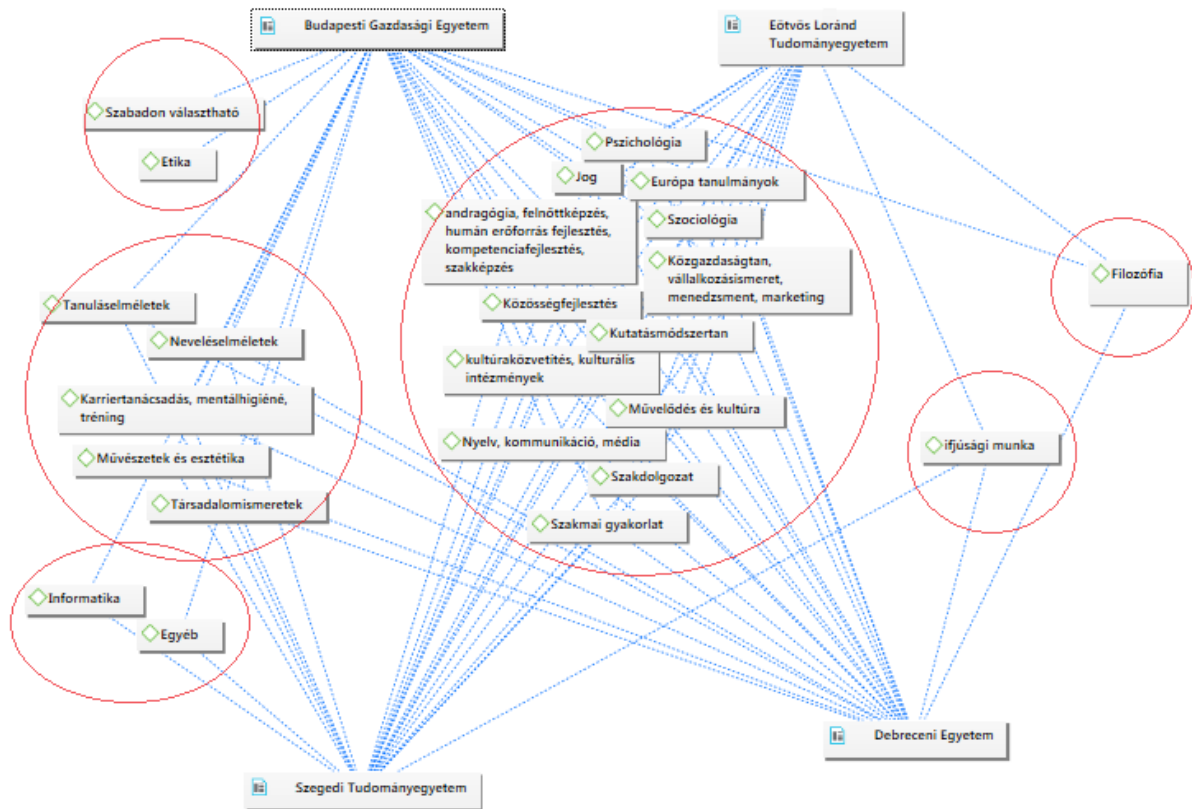 Budapesti Gazdasági Egyetem
Eötvös Loránd
Tudományegyetem
Szabadon választható
Etika
Pszichológia
Jog
Európa tanulmányok
andragógia, felnőttképzés,
humán erőforrás fejlesztés,
kompetenciafejlesztés,
szakképzés
Szociológia
Közgazdaságtan,
vállalkozásismeret,
menedzsment, marketing
Filozófia
Tanuláselméletek
Közösségfejlesztés
Neveléselméletek
Kutatásmódszertan
kultúraközvetítés, kulturális
intézmények
Karriertanácsadás, mentálhigiéné,
tréning
Művelődés és kultúra
Nyelv, kommunikáció, média
ifjúsági munka
Művészetek és esztétika
Szakdolgozat
Társadalomismeretek
Szakmai gyakorlat
Informatika
Egyéb
Debreceni Egyetem
Szegedi Tudományegyetem